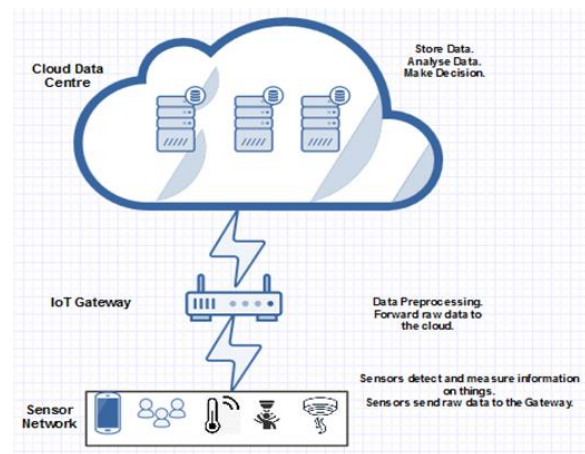 Cloud Data
Centre
Store Data.
Analyse Data.
Make Decision.
IoT Gateway
Data Preprocessing.
Forward raw data to
the cloud.
Sensor
Network
Sensors detect and measure information
on things.
Sensors send raw data to the Gateway.